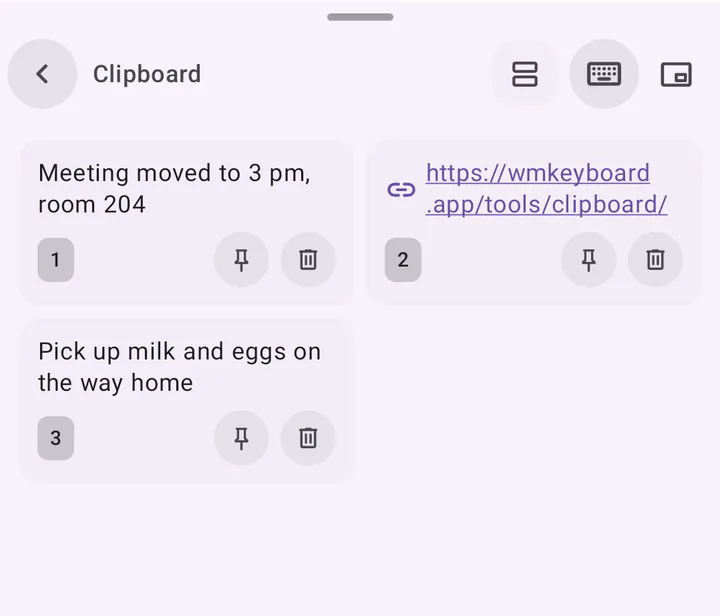 Clipboard
Meeting moved to 3 pm,
room 204
1
https://wmkeyboard
.app/tools/clipboard/
2
Pick up milk and eggs on
the way home
3